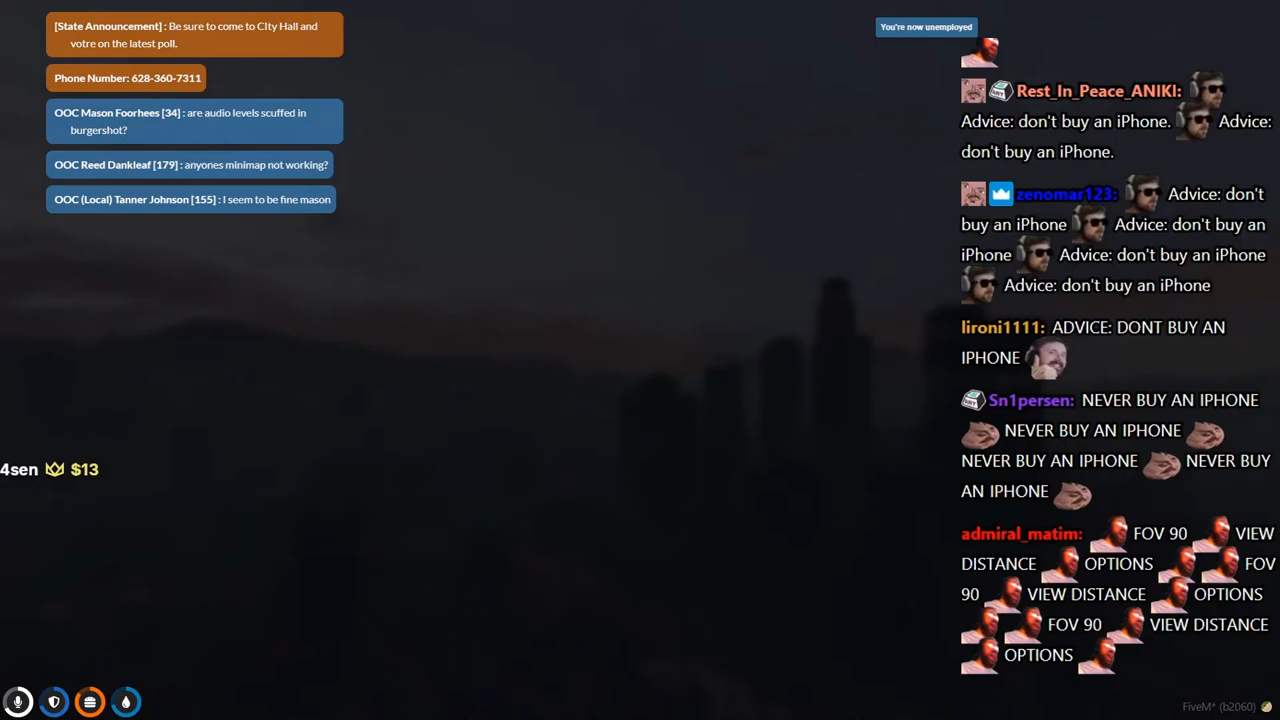 [State Announcement] : Be sure to come to CIty Hall and
votre on the latest poll.
Phone Number: 628-360-7311
OOC Mason Foorhees [34] : are audio levels scuffed in
burgershot?
OOC Reed Dankleaf [179] : anyones minimap not working?
OOC (Local) Tanner Johnson [155] : I seem to be fine mason
4sen $13
You're now unemployed
Rest_In_Peace_ANIKI:
Advice: don't buy an iPhone. Advice:
don't buy an iPhone.
zenomar123: Advice: don't
buy an iPhone Advice: don't buy an
iPhone Advice: don't buy an iPhone
Advice: don't buy an iPhone
lironi1111: ADVICE: DONT BUY AN
IPHONE
Sn1persen: NEVER BUY AN IPHONE
NEVER BUY AN IPHONE
NEVER BUY AN IPHONE NEVER BUY
AN IPHONE
admiral_matim: FOV 90 VIEW
DISTANCE OPTIONS FOV
90 VIEW DISTANCE OPTIONS
FOV 90 VIEW DISTANCE
OPTIONS
FiveM* (b2060)